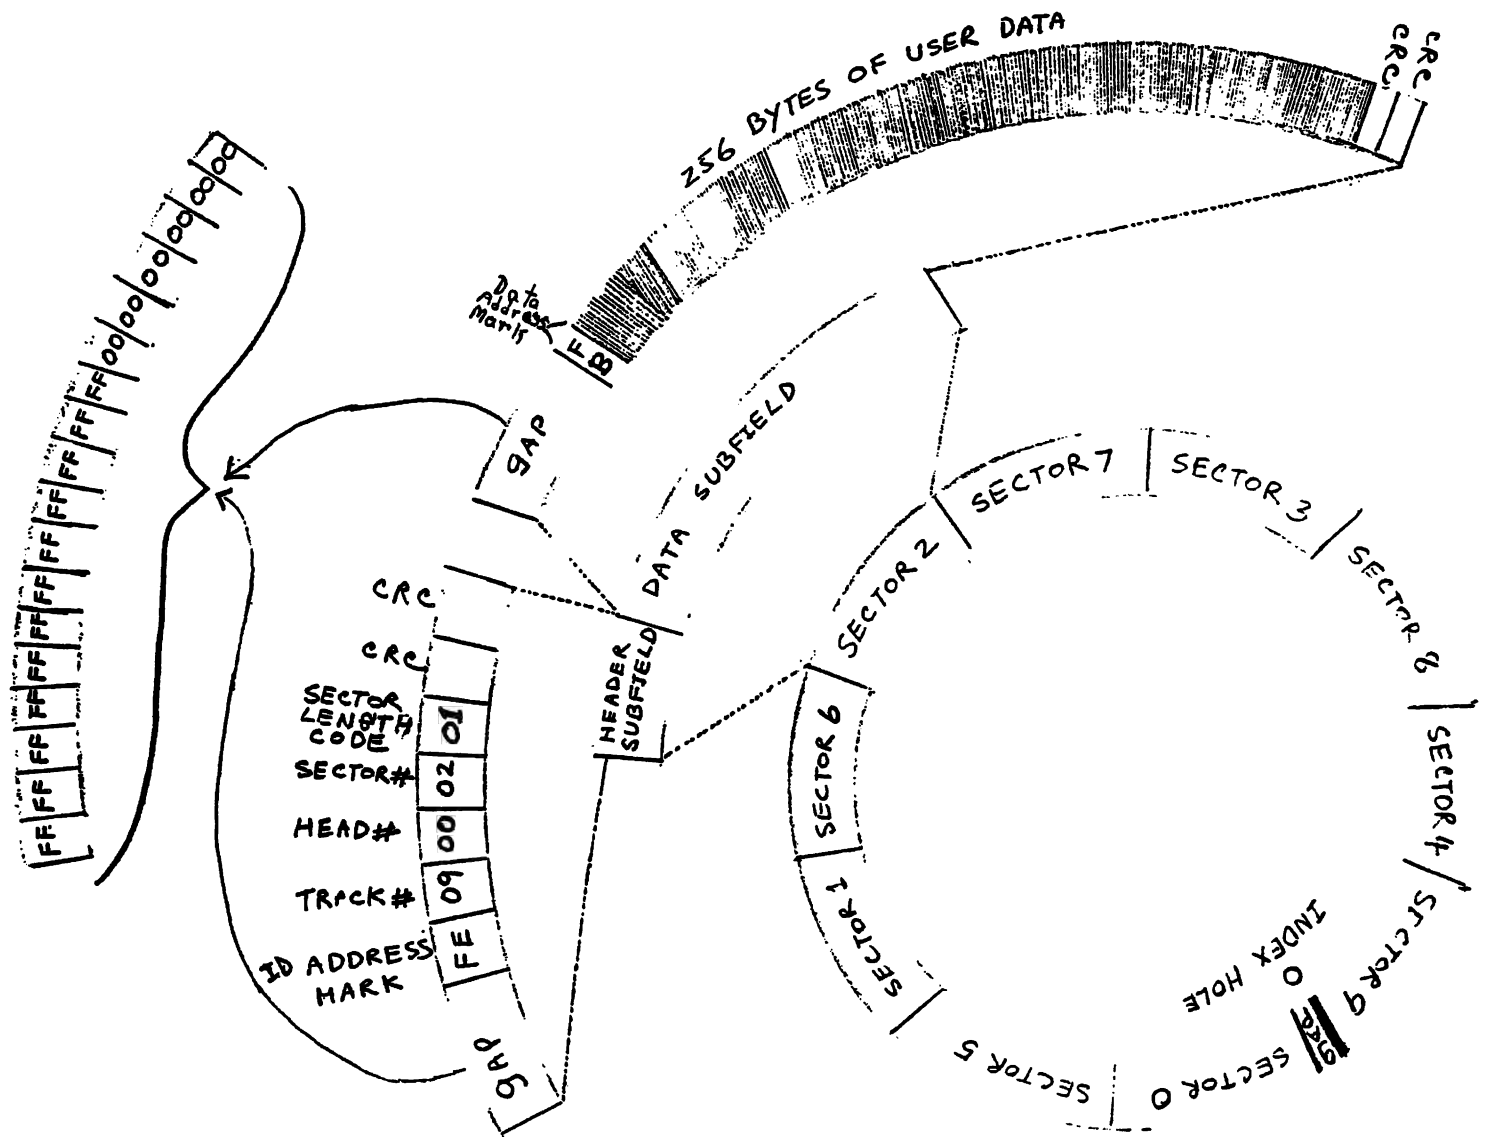 256 BYTES OF USER DATA
CRC
CRC
Data
Address
Mark
FB
00
00
00
00
00
00
FF
FF
FF
FF
FF
FF
FF
FF
FF
FF
FF
FF
gAP
DATA SUBFIELD
HEADER
SUBFIELD
CRC
CRC
SECTOR
LENGTH
CODE
01
SECTOR#
02
HEAD#
00
TRACK#
09
ID ADDRESS
MARK
FE
gAP
SECTOR 0
SECTOR 5
SECTOR 1
SECTOR 6
SECTOR 2
SECTOR 7
SECTOR 3
SECTOR 8
SECTOR 4
SECTOR 9
gap
INDEX HOLE